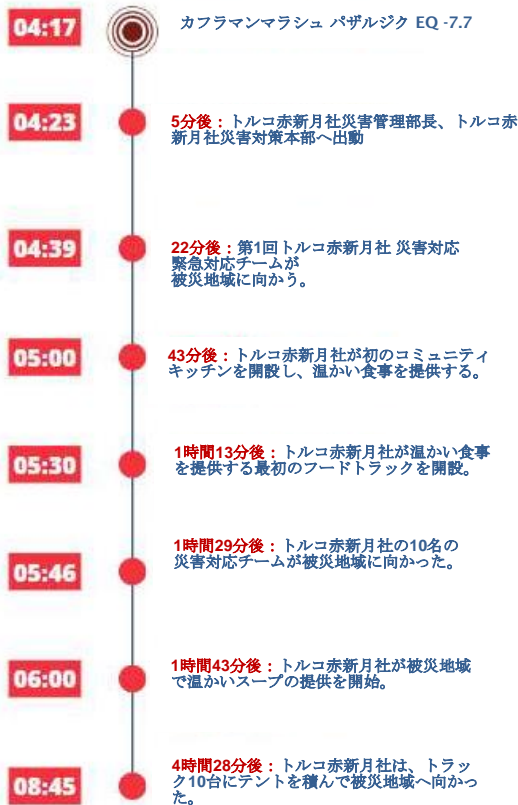 04:17
カフラマンマラシュ パザルジク EQ -7.7
04:23
5分後：トルコ赤新月社災害管理部長、トルコ赤
新月社災害対策本部へ出動
04:39
22分後：第1回トルコ赤新月社 災害対応
緊急対応チームが
被災地域に向かう。
05:00
43分後：トルコ赤新月社が初のコミュニティ
キッチンを開設し、温かい食事を提供する。
05:30
1時間13分後：トルコ赤新月社が温かい食事
を提供する最初のフードトラックを開設。
05:46
1時間29分後：トルコ赤新月社の10名の
災害対応チームが被災地域に向かった。
06:00
1時間43分後：トルコ赤新月社が被災地域
で温かいスープの提供を開始。
08:45
4時間28分後：トルコ赤新月社は、トラッ
ク10台にテントを積んで被災地域へ向かっ
た。